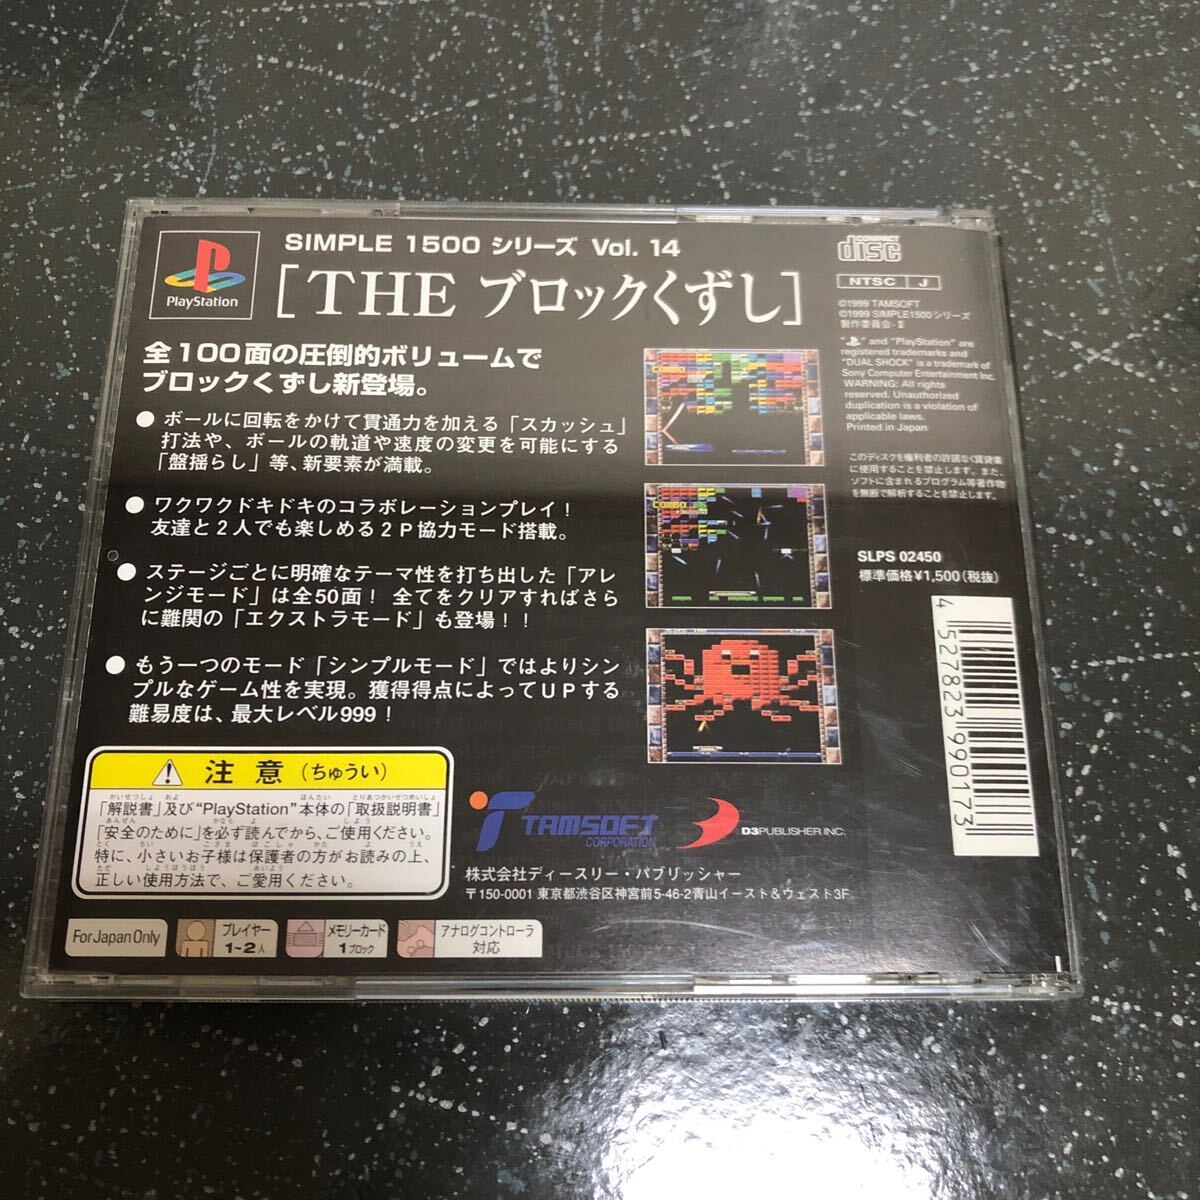 SIMPLE 1500 シリーズ Vol. 14
[THE ブロックくずし]
PlayStation
COMPACT
disc
NTSC J
©1999 TAMSOFT
©1999 SIMPLE1500シリーズ
製作委員会-Ⅱ
" " and "PlayStation" are
registered trademarks and
"DUAL SHOCK" is a trademark of
Sony Computer Entertainment Inc.
WARNING: All rights
reserved. Unauthorized
duplication is a violation of
applicable laws.
Printed in Japan
このディスクを権利者の許諾なく賃貸業
に使用することを禁止します。また、
ソフトに含まれるプログラム等著作物
を無断で解析することを禁止します。
SLPS 02450
標準価格¥1,500(税抜)
4 527823 990173
全100面の圧倒的ボリュームで
ブロックくずし新登場。
● ボールに回転をかけて貫通力を加える「スカッシュ」
打法や、ボールの軌道や速度の変更を可能にする
「盤揺らし」等、新要素が満載。
● ワクワクドキドキのコラボレーションプレイ!
友達と2人でも楽しめる2P協力モード搭載。
● ステージごとに明確なテーマ性を打ち出した「アレ
ンジモード」は全50面! 全てをクリアすればさら
に難関の「エクストラモード」も登場!!
● もう一つのモード「シンプルモード」ではよりシン
プルなゲーム性を実現。獲得得点によってUPする
難易度は、最大レベル999!
COMBO
COMBO
注意(ちゅうい)
「解説書」及び"PlayStation"本体の「取扱説明書」
「安全のために」を必ず読んでから、ご使用ください。
特に、小さいお子様は保護者の方がお読みの上、
正しい使用方法で、ご愛用ください。
TAMSOFT
CORPORATION
D3PUBLISHER INC.
株式会社ディースリー・パブリッシャー
〒150-0001 東京都渋谷区神宮前5-46-2青山イースト&ウェスト3F
For Japan Only
プレイヤー
1~2人
メモリーカード
1ブロック
アナログコントローラ
対応